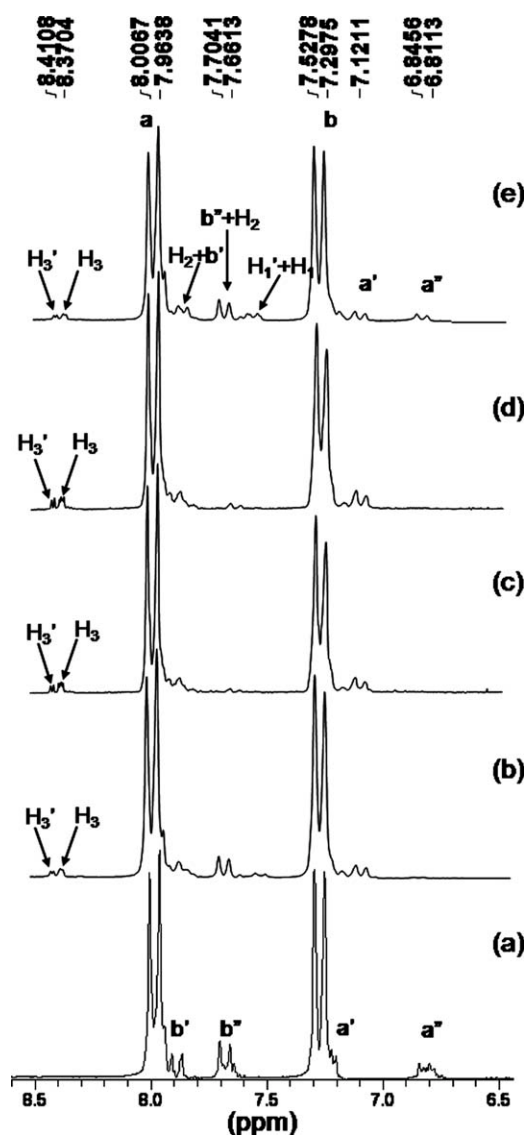 8.4108
8.3704
8.0067
7.9638
7.7041
7.6613
7.5278
7.2975
7.1211
6.8456
6.8113
a
b
(e)
b"+H2
H3' H3 H2+b' H1'+H1 a' a"
(d)
H3' H3
(c)
H3' H3
(b)
H3' H3
(a)
b' b" a' a"
8.5 8.0 7.5 7.0 6.5
(ppm)